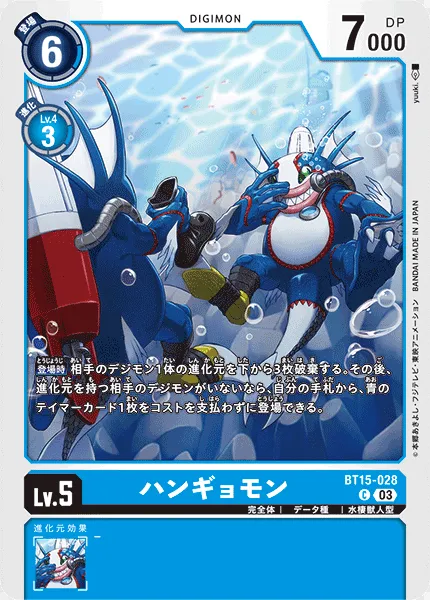 登場
6
DIGIMON
7000
DP
進化
Lv.4
3
yuuki.
© 本郷あきよし・フジテレビ・東映アニメーション BANDAI MADE IN JAPAN
登場時 相手のデジモン1体の進化元を下から3枚破棄する。その後、
進化元を持つ相手のデジモンがいないなら、自分の手札から、青の
テイマーカード1枚をコストを支払わずに登場できる。
Lv.5
ハンギョモン
BT15-028
C 03
完全体 | データ種 | 水棲獣人型
進化元効果
–